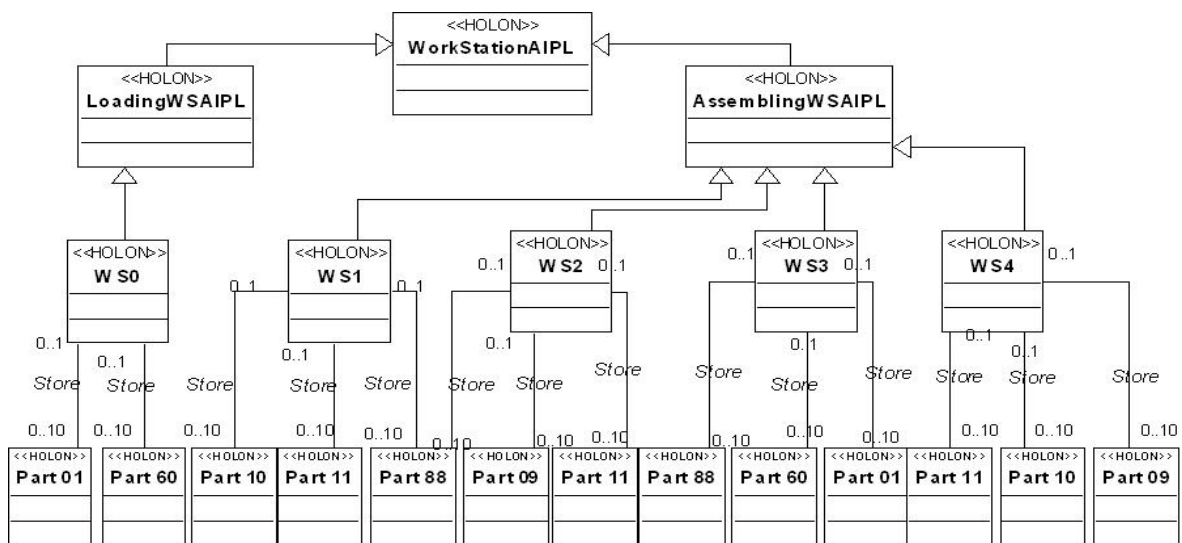 <<HOLON>>
WorkStationAIPL
<<HOLON>>
LoadingWSAIPL
<<HOLON>>
AssemblingWSAIPL
<<HOLON>>
WS0
<<HOLON>>
WS1
<<HOLON>>
WS2
<<HOLON>>
WS3
<<HOLON>>
WS4
0..1
0..1
0..1
0..1
0..1
0..1
0..1
0..1
0..1
0..1
0..1
0..1
0..1
0..1
Store
Store
Store
Store
Store
Store
Store
Store
Store
Store
Store
Store
Store
Store
0..10
0..10
0..10
0..10
0..10
0..10
0..10
0..10
0..10
0..10
0..10
0..10
0..10
0..10
<<HOLON>>
Part 01
<<HOLON>>
Part 60
<<HOLON>>
Part 10
<<HOLON>>
Part 11
<<HOLON>>
Part 88
<<HOLON>>
Part 09
<<HOLON>>
Part 11
<<HOLON>>
Part 88
<<HOLON>>
Part 60
<<HOLON>>
Part 01
<<HOLON>>
Part 11
<<HOLON>>
Part 10
<<HOLON>>
Part 09